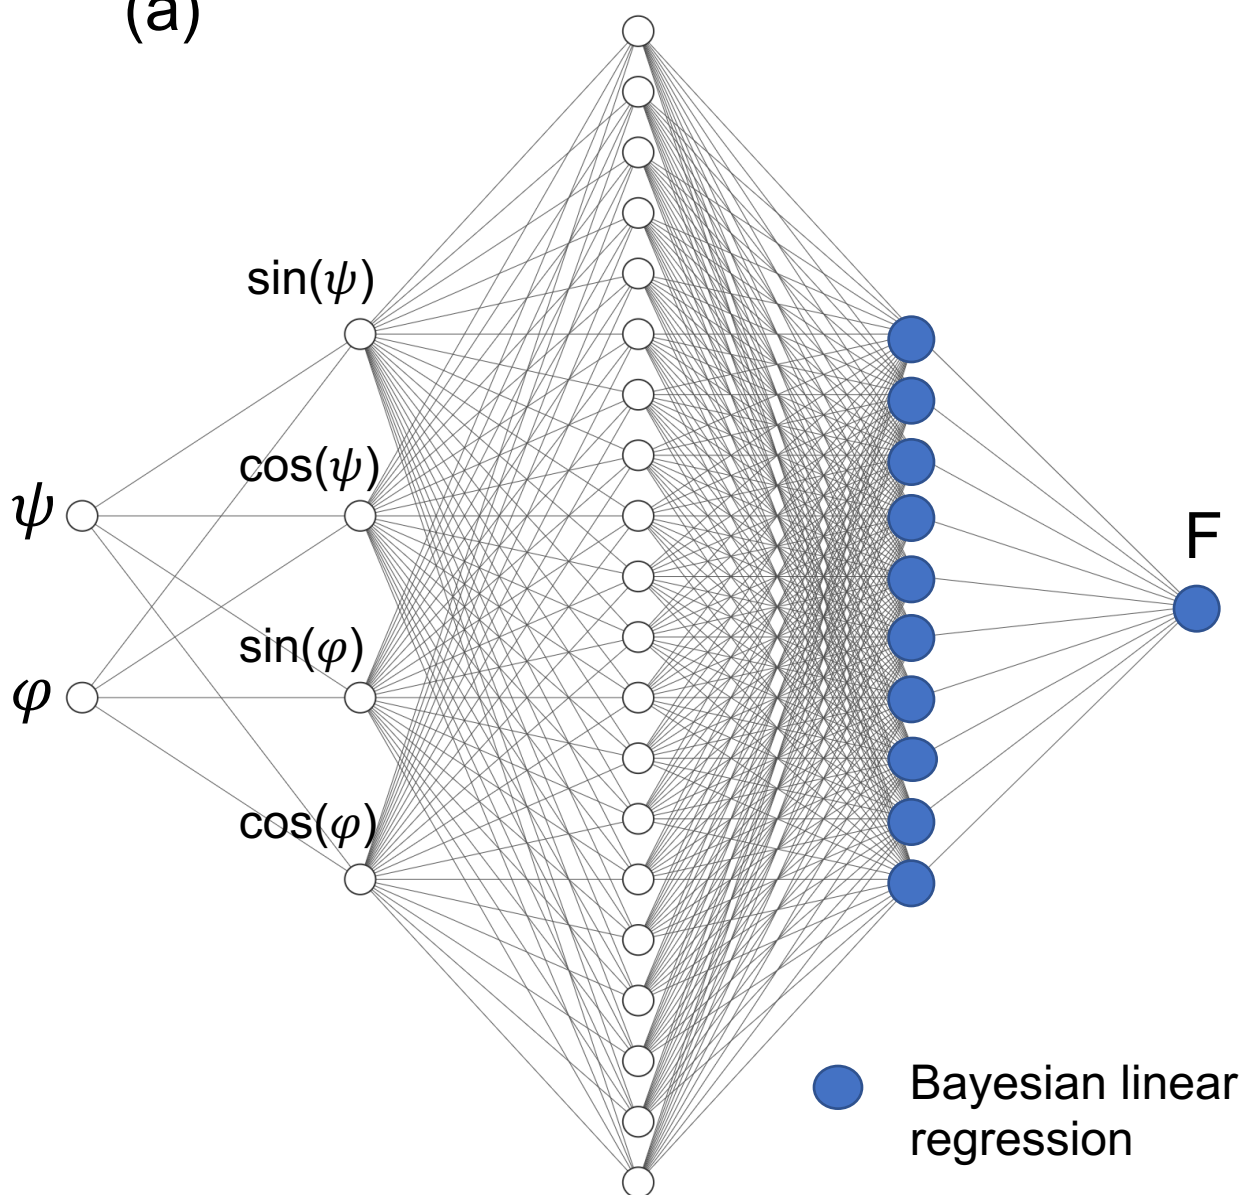 (a)
sin(𝜓)
cos(𝜓)
𝜓
F
sin(𝜑)
𝜑
cos(𝜑)
Bayesian linear
regression